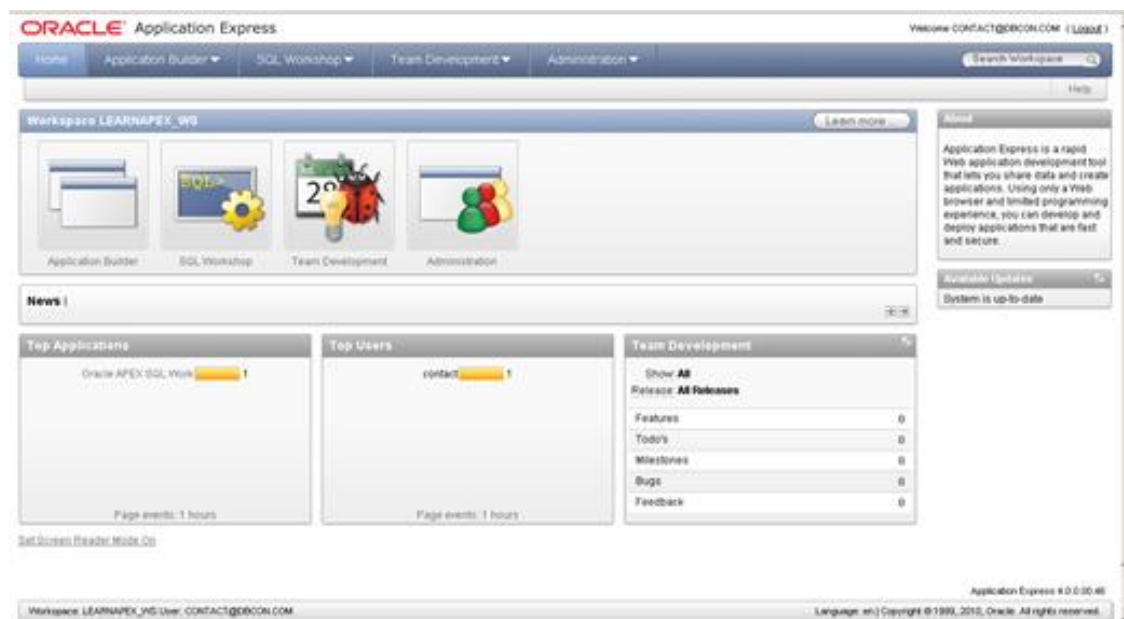 ORACLE Application Express
Welcome CONTACT@DBCON.COM ( Logout )
Home
Application Builder
SQL Workshop
Team Development
Administration
Search Workspace
Help
Workspace LEARNAPEX_WS
Learn more ...
SQL>
28
Application Builder
SQL Workshop
Team Development
Administration
About
Application Express is a rapid
Web application development tool
that lets you share data and create
applications. Using only a Web
browser and limited programming
experience, you can develop and
deploy applications that are fast
and secure.
Available Updates
System is up-to-date
News |
Top Applications
Oracle APEX SQL Work 1
Page events: 1 hours
Top Users
contact 1
Page events: 1 hours
Team Development
Show: All
Release: All Releases
Features 0
Todo's 0
Milestones 0
Bugs 0
Feedback 0
Set Screen Reader Mode On
Application Express 4.0.0.00.46
Workspace: LEARNAPEX_WS User: CONTACT@DBCON.COM
Language: en | Copyright © 1999, 2010, Oracle. All rights reserved.